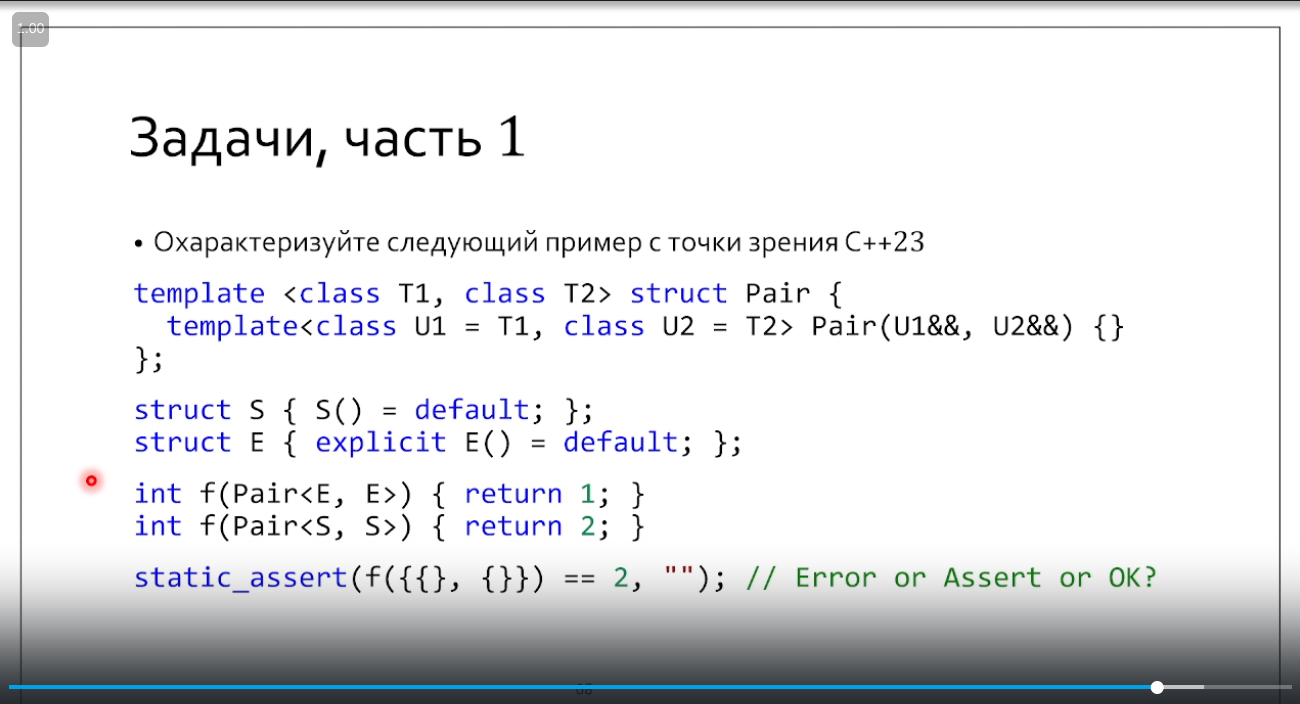 1.00
Задачи, часть 1
• Охарактеризуйте следующий пример с точки зрения C++23
template <class T1, class T2> struct Pair {
  template<class U1 = T1, class U2 = T2> Pair(U1&&, U2&&) {}
};
struct S { S() = default; };
struct E { explicit E() = default; };
int f(Pair<E, E>) { return 1; }
int f(Pair<S, S>) { return 2; }
static_assert(f({{}, {}}) == 2, ""); // Error or Assert or OK?